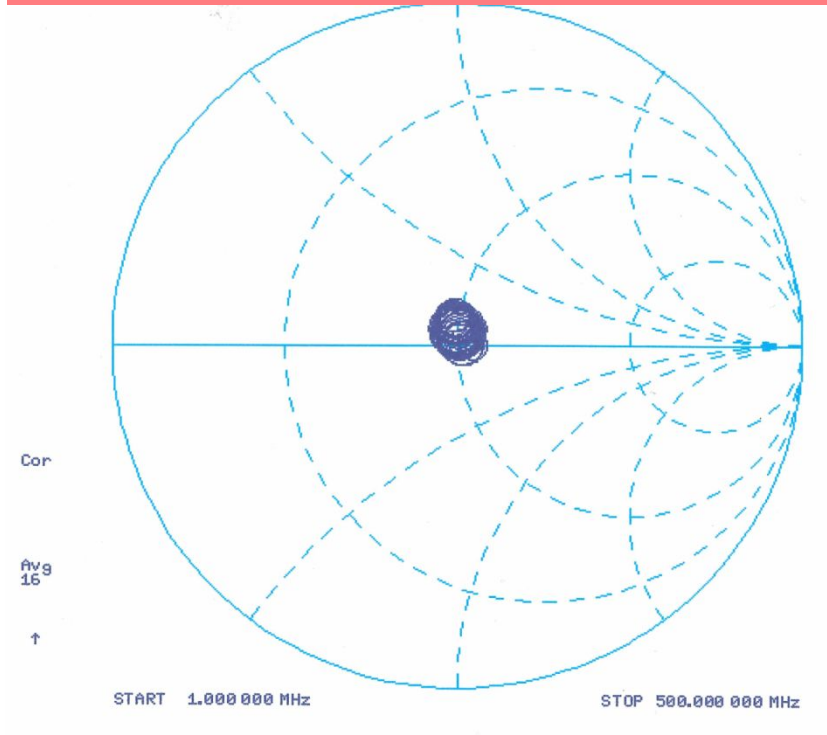 Cor
Avg
16
↑
START 1.000 000 MHz
STOP 500.000 000 MHz